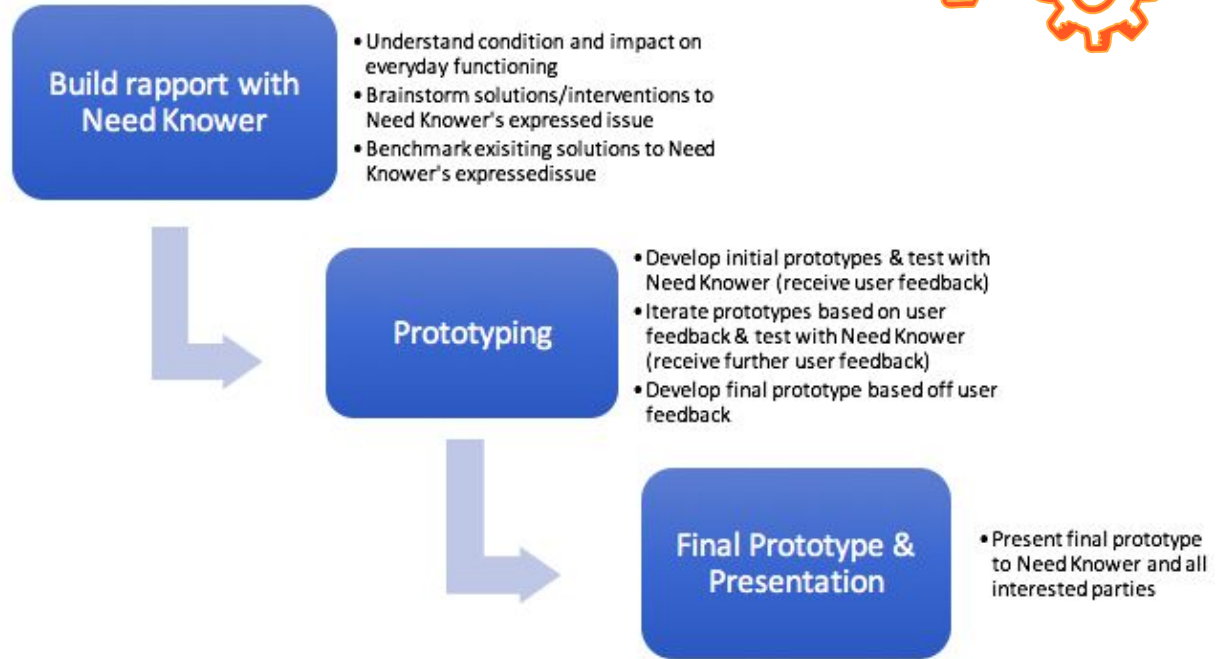 Build rapport with
Need Knower
•Understand condition and impact on
everyday functioning
•Brainstorm solutions/interventions to
Need Knower's expressed issue
•Benchmark exisiting solutions to Need
Knower's expressedissue
Prototyping
•Develop initial prototypes & test with
Need Knower (receive user feedback)
•Iterate prototypes based on user
feedback & test with Need Knower
(receive further user feedback)
•Develop final prototype based off user
feedback
Final Prototype &
Presentation
•Present final prototype
to Need Knower and all
interested parties